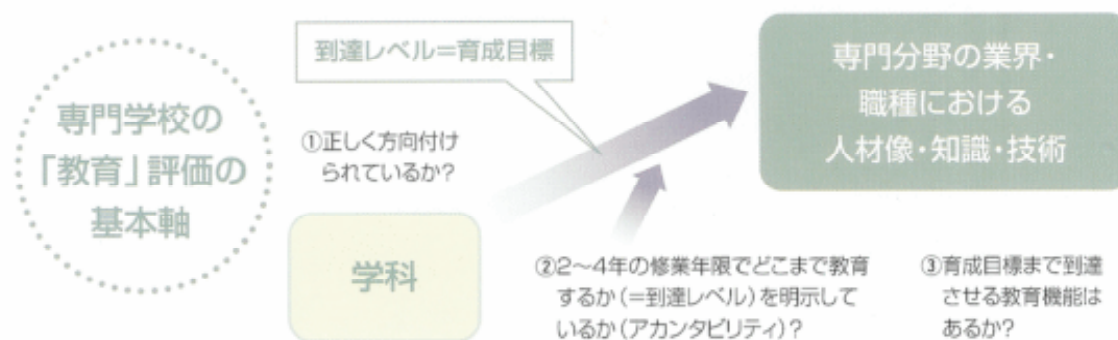 専門学校の
「教育」評価の
基本軸
到達レベル=育成目標
①正しく方向付け
られているか?
学科
専門分野の業界・
職種における
人材像・知識・技術
②2〜4年の修業年限でどこまで教育
するか(=到達レベル)を明示して
いるか(アカンタビリティ)?
③育成目標まで到達
させる教育機能は
あるか?